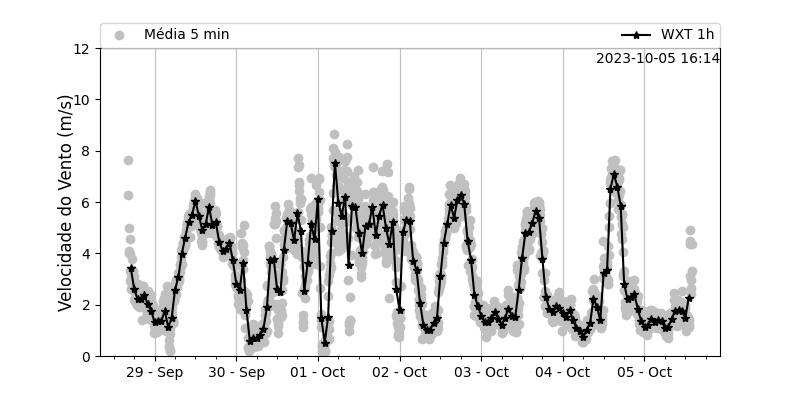 Média 5 min
WXT 1h
2023-10-05 16:14
Velocidade do Vento (m/s)
12
10
8
6
4
2
0
29 - Sep
30 - Sep
01 - Oct
02 - Oct
03 - Oct
04 - Oct
05 - Oct